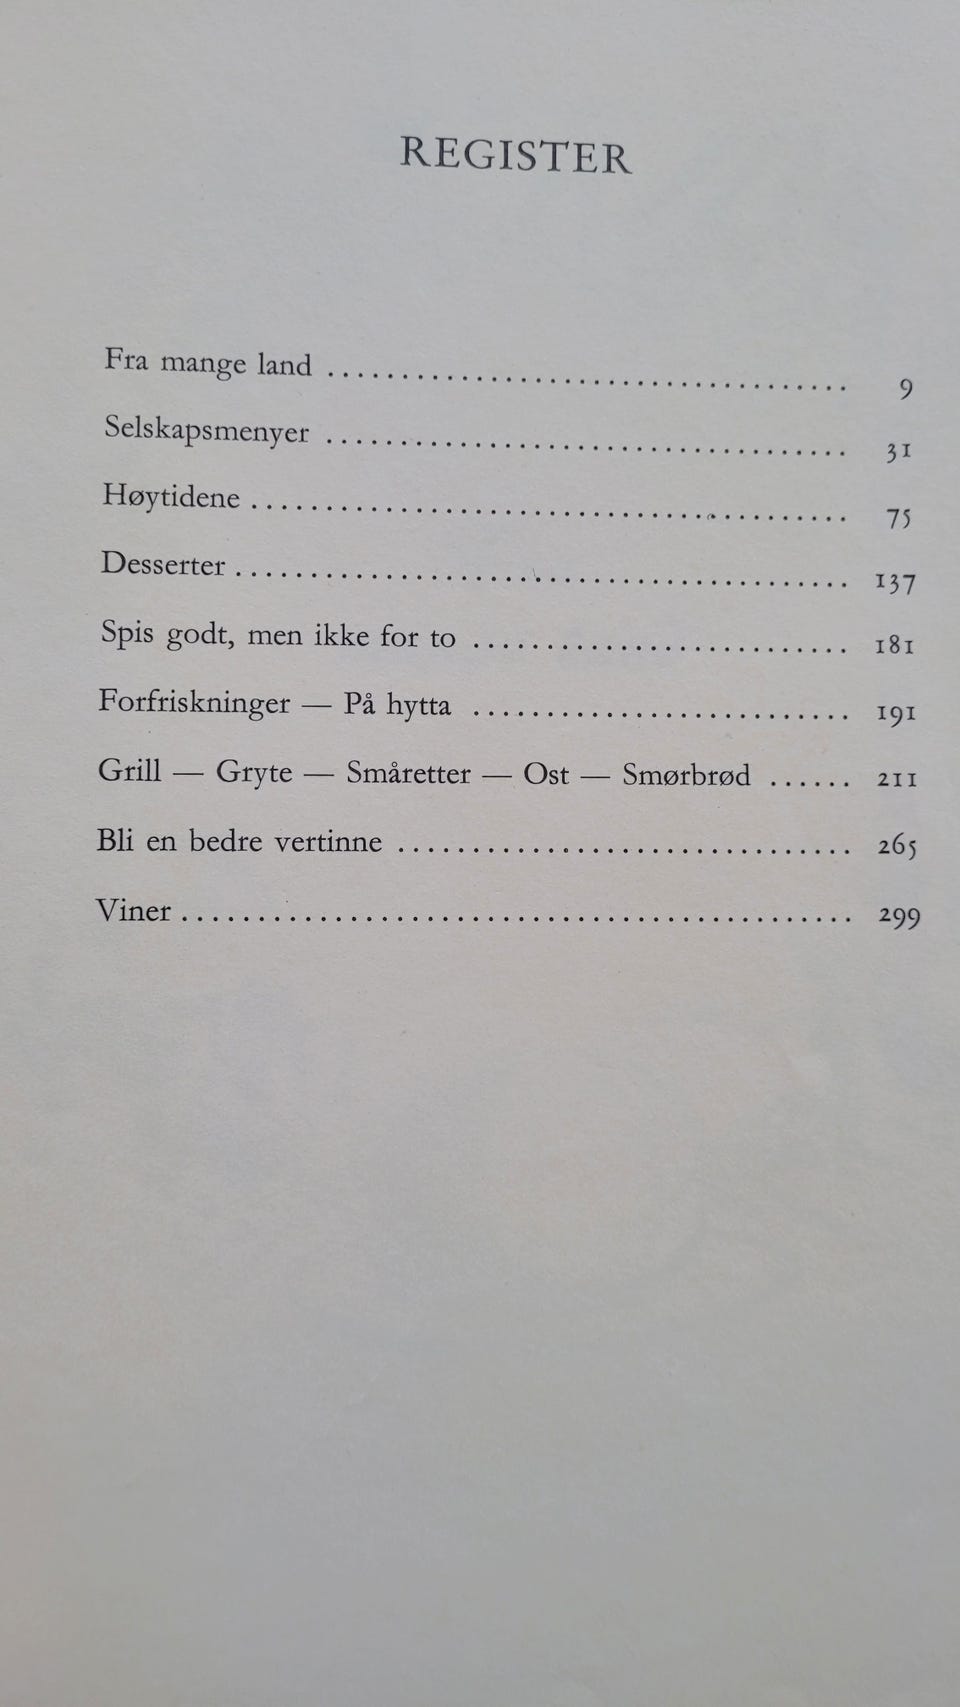 REGISTER
Fra mange land ................................... 9
Selskapsmenyer ................................... 31
Høytidene ........................................ 75
Desserter ......................................... 137
Spis godt, men ikke for to .......................... 181
Forfriskninger — På hytta .......................... 191
Grill — Gryte — Småretter — Ost — Smørbrød ...... 211
Bli en bedre vertinne ............................... 265
Viner ............................................. 299